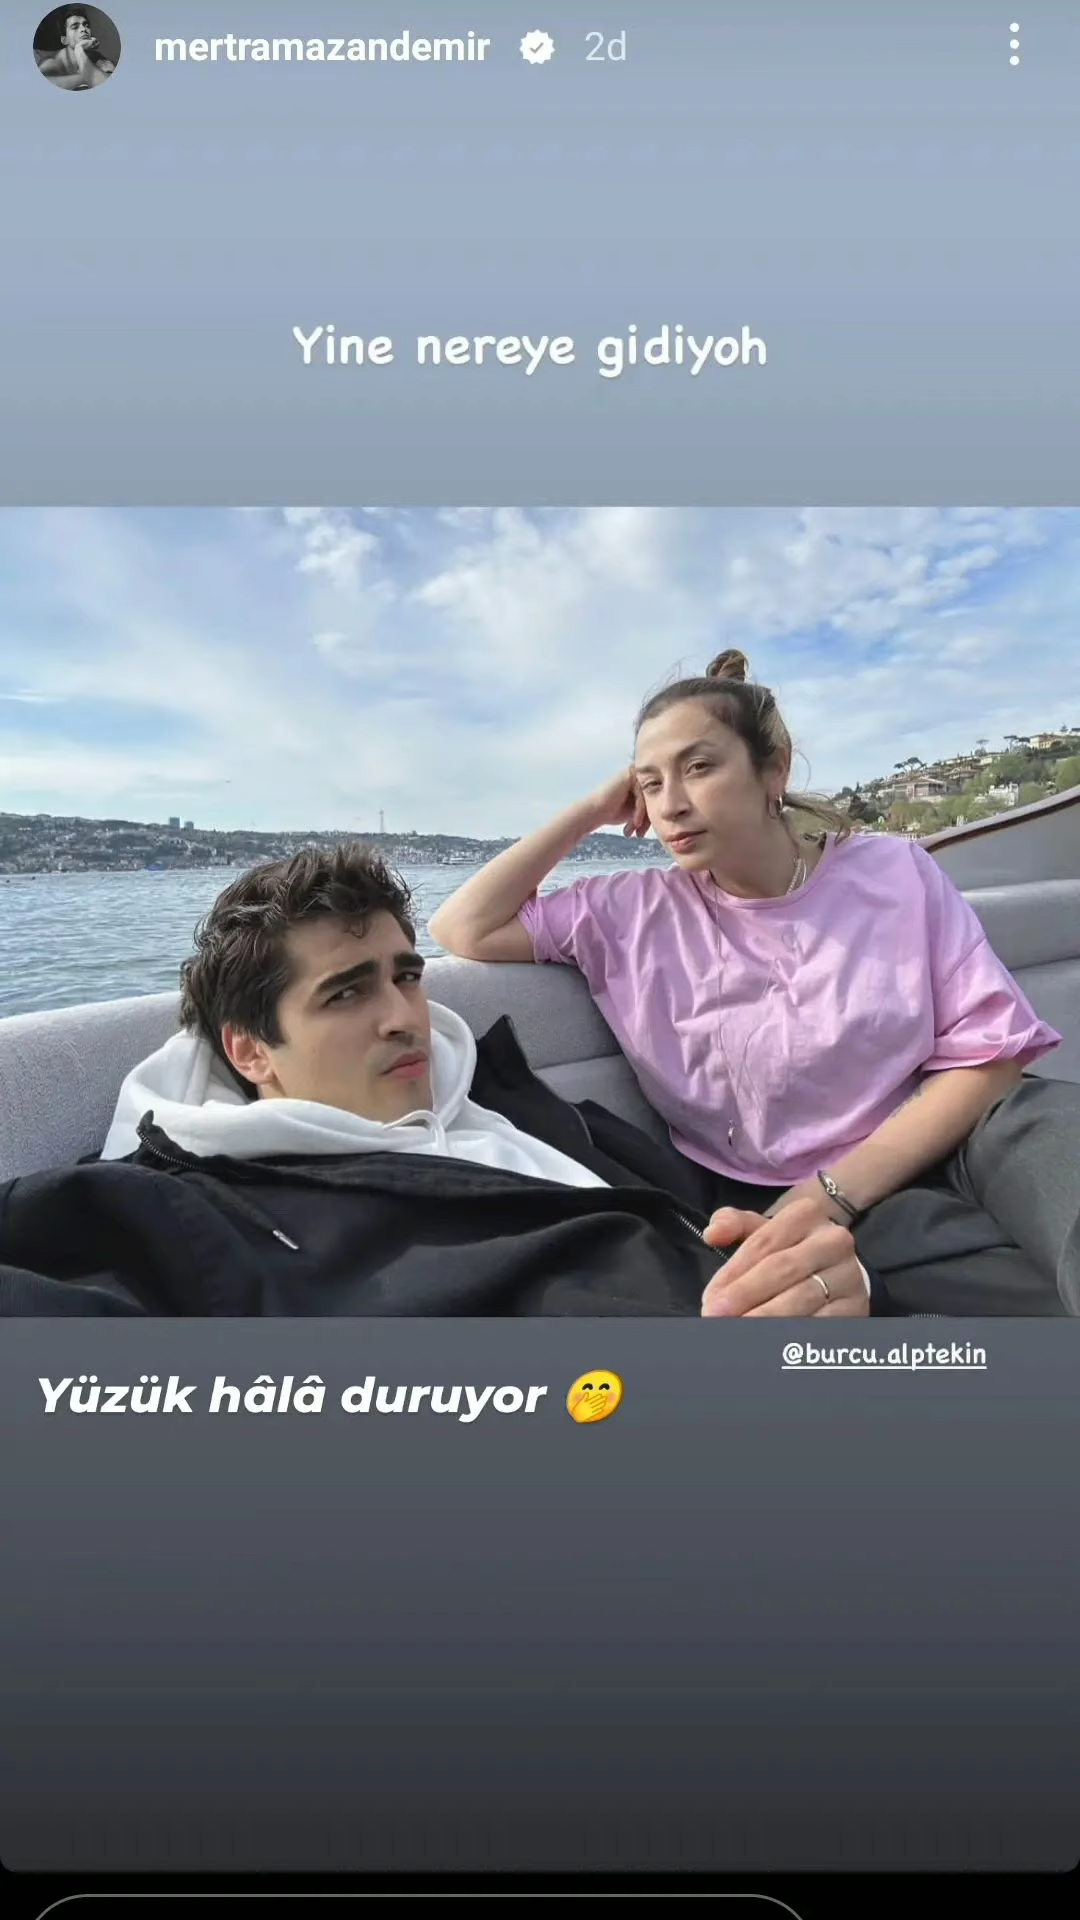 mertramazandemir 2d
Yine nereye gidiyoh
@burcu.alptekin
Yüzük hâlâ duruyor 🤭